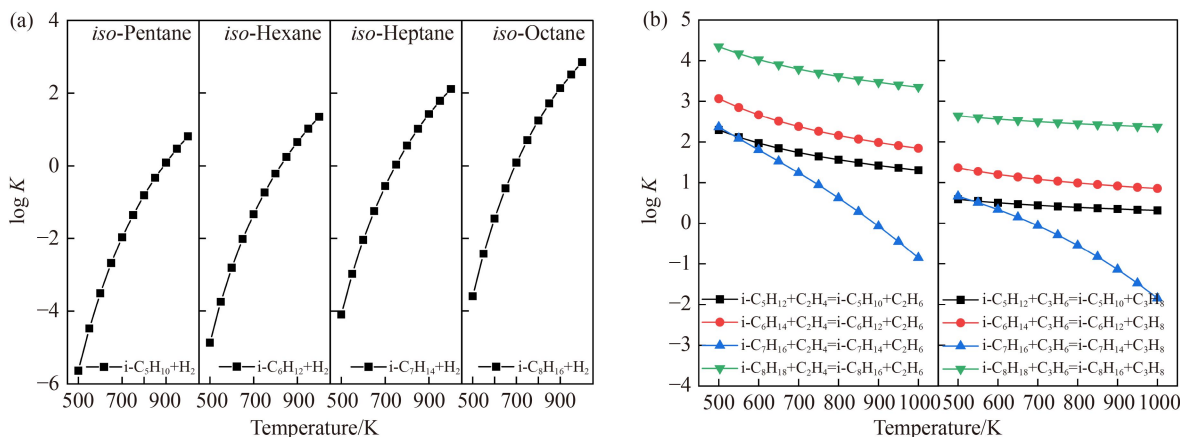 (a)
4
2
0
−2
−4
−6
log K
iso-Pentane
iso-Hexane
iso-Heptane
iso-Octane
i-C₅H₁₀+H₂
i-C₆H₁₂+H₂
i-C₇H₁₄+H₂
i-C₈H₁₆+H₂
500 700 900 500 700 900 500 700 900 500 700 900
Temperature/K
(b)
5
4
3
2
1
0
−1
−2
−3
−4
log K
i-C₅H₁₂+C₂H₄=i-C₅H₁₀+C₂H₆
i-C₆H₁₄+C₂H₄=i-C₆H₁₂+C₂H₆
i-C₇H₁₆+C₂H₄=i-C₇H₁₄+C₂H₆
i-C₈H₁₈+C₂H₄=i-C₈H₁₆+C₂H₆
i-C₅H₁₂+C₃H₆=i-C₅H₁₀+C₃H₈
i-C₆H₁₄+C₃H₆=i-C₆H₁₂+C₃H₈
i-C₇H₁₆+C₃H₆=i-C₇H₁₄+C₃H₈
i-C₈H₁₈+C₃H₆=i-C₈H₁₆+C₃H₈
500 600 700 800 900 1000 500 600 700 800 900 1000
Temperature/K